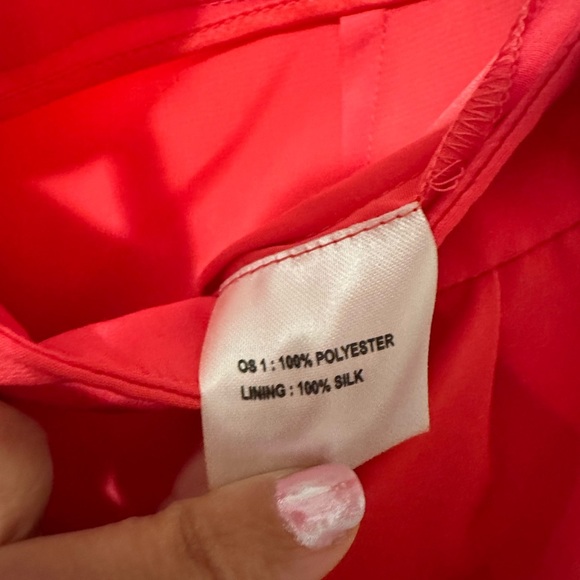 OS 1 : 100% POLYESTER
LINING : 100% SILK